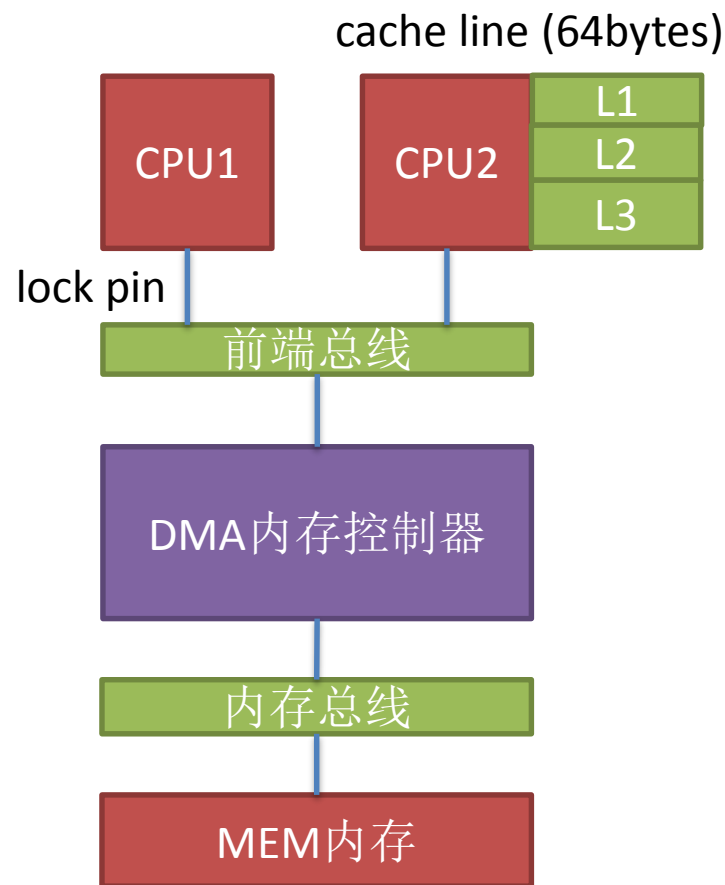 cache line (64bytes)
CPU1
CPU2
L1
L2
L3
lock pin
前端总线
DMA内存控制器
内存总线
MEM内存